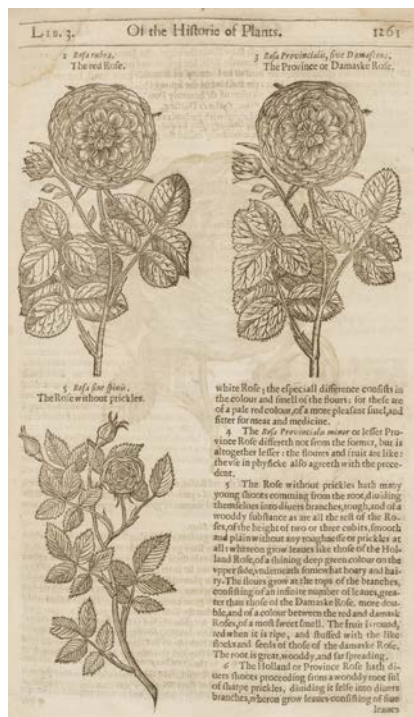 LIB. 3. Of the Historie of Plants. 1261
2 Rosa rubra.
The red Rose.
3 Rosa Provincialis, sive Damascena.
The Province or Damaske Rose.
5 Rosa sine spinis.
The Rose without prickles.
white Rose; the especiall difference consists in
the colour and smell of the flours: for these are
of a pale red colour, of a more pleasant smel, and
fitter for meat and medicine.
4 The Rosa Provincialis minor or lesser Pro-
vince Rose differeth not from the former, but is
altogether lesser: the floures and fruit are like:
the vse in physicke also agreeth with the prece-
dent.
5 The Rose without prickles hath many
young shoots comming from the root, diuiding
themselues into diuers branches, tough, and of a
wooddy substance as are all the rest of the Ro-
ses, of the height of two or three cubits, smooth
and plain without any roughnesse or prickles at
all: whereon grow leaues like those of the Hol-
land Rose, of a shining deep green colour on the
vpper side, vnderneath somewhat hoary and hai-
ry. The flours grow at the tops of the branches,
consisting of an infinite number of leaues, grea-
ter than those of the Damaske Rose, more dou-
ble, and of a colour between the red and damask
Roses, of a most sweet smell. The fruit is round,
red when it is ripe, and stuffed with the like
flocks and seeds of those of the damaske Rose.
The root is great, wooddy, and far spreading.
6 The Holland or Province Rose hath di-
uers shoots proceeding from a wooddy root ful
of sharpe prickles, diuiding it selfe into diuers
branches, wheron grow leaues consisting of fiue
leaues